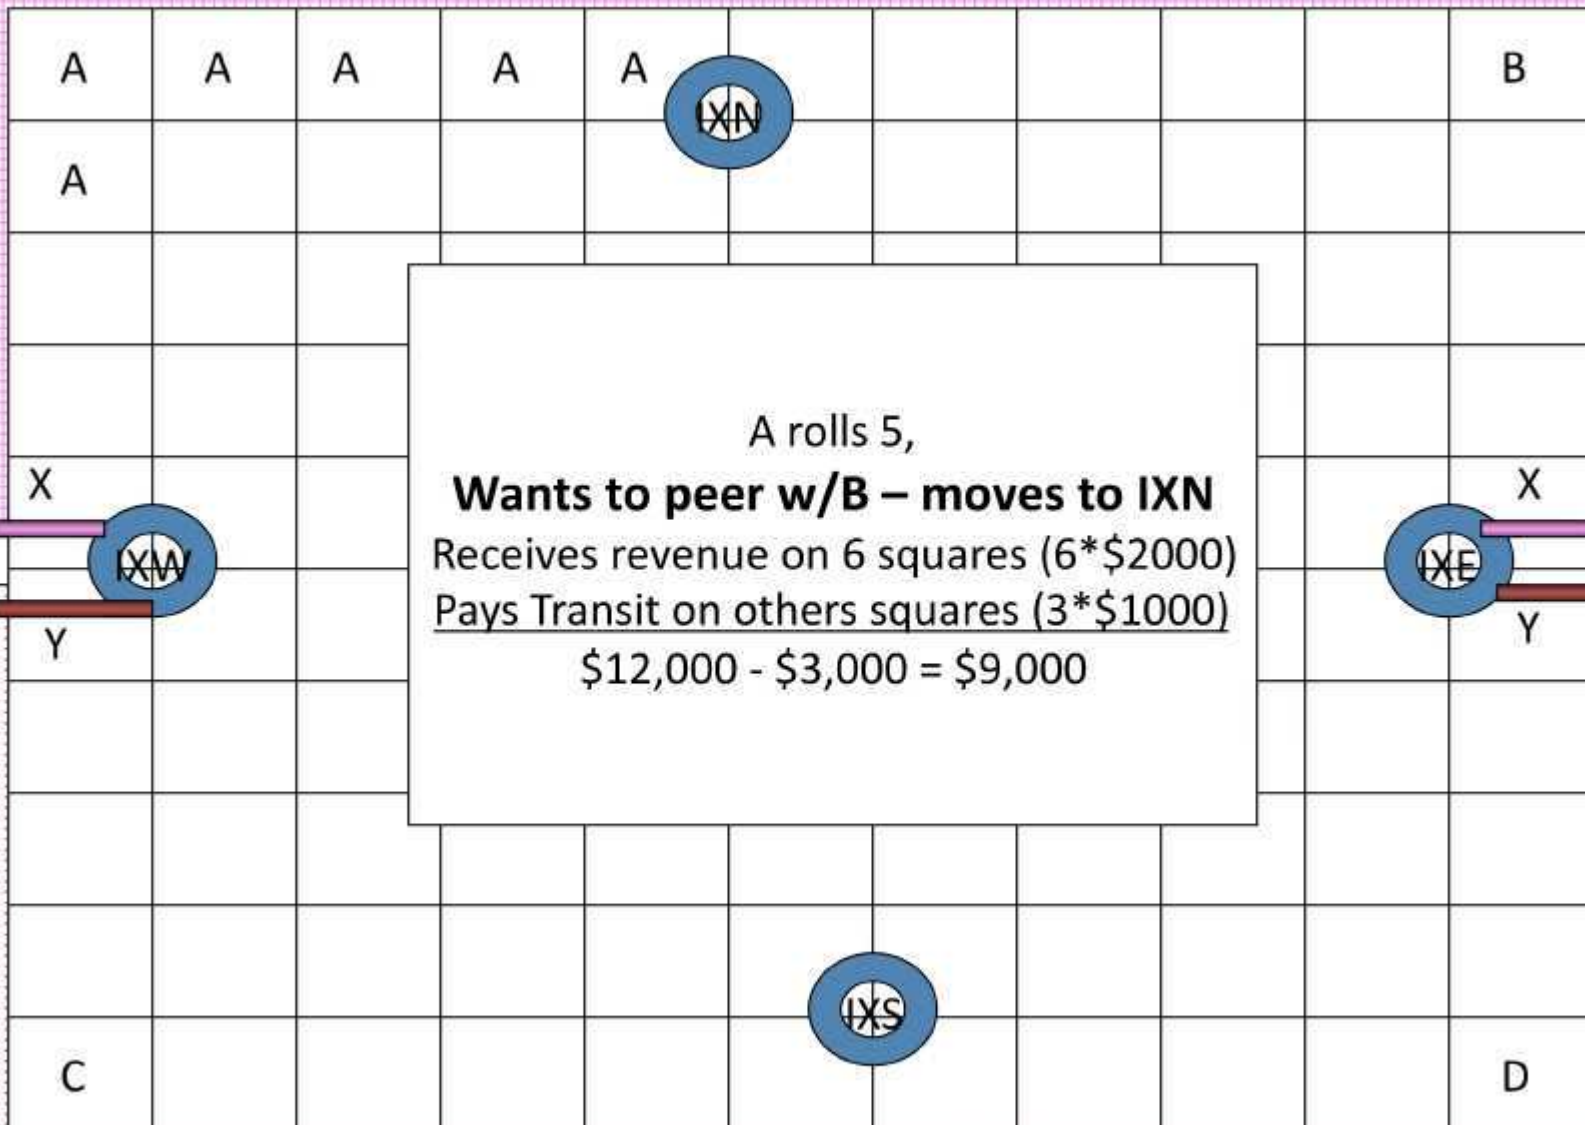 A A A A A B
IXN
A
A rolls 5,
Wants to peer w/B – moves to IXN
Receives revenue on 6 squares (6*$2000)
Pays Transit on others squares (3*$1000)
$12,000 - $3,000 = $9,000
X X
IXW IXE
Y Y
IXS
C D